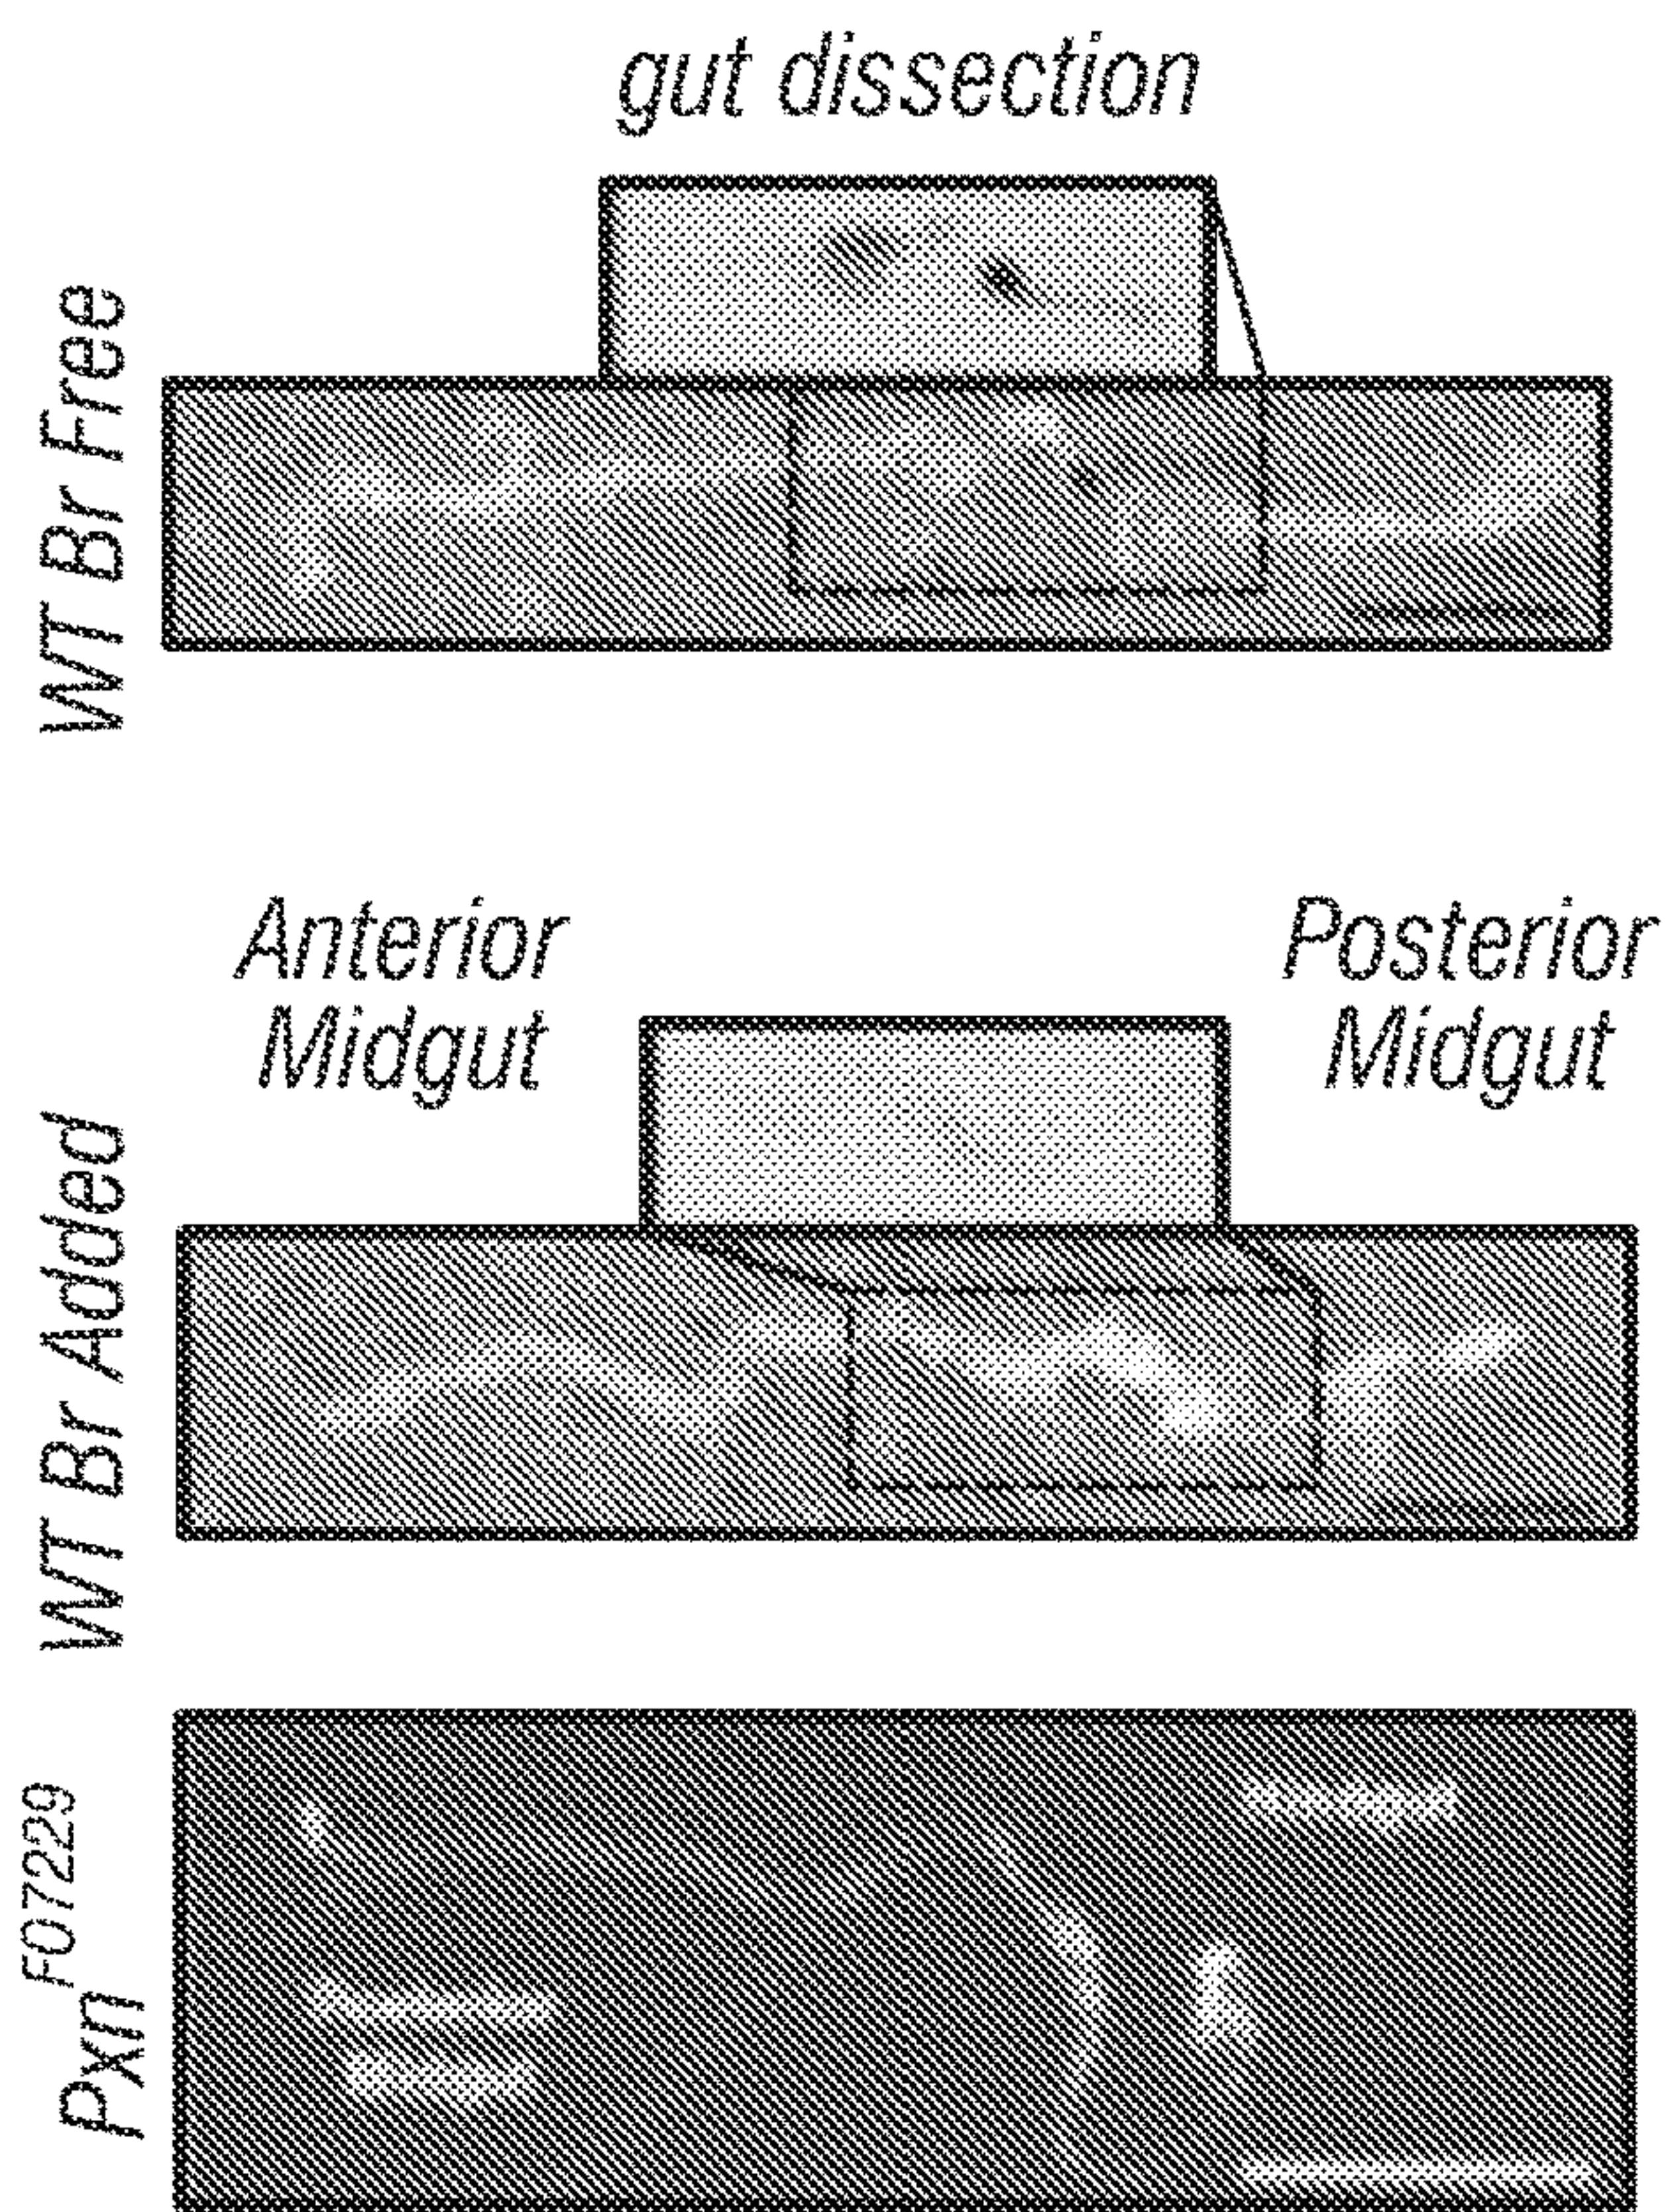 gut dissection
WT Br Free
Anterior
Midgut
Posterior
Midgut
WT Br Added
Pxn F07229